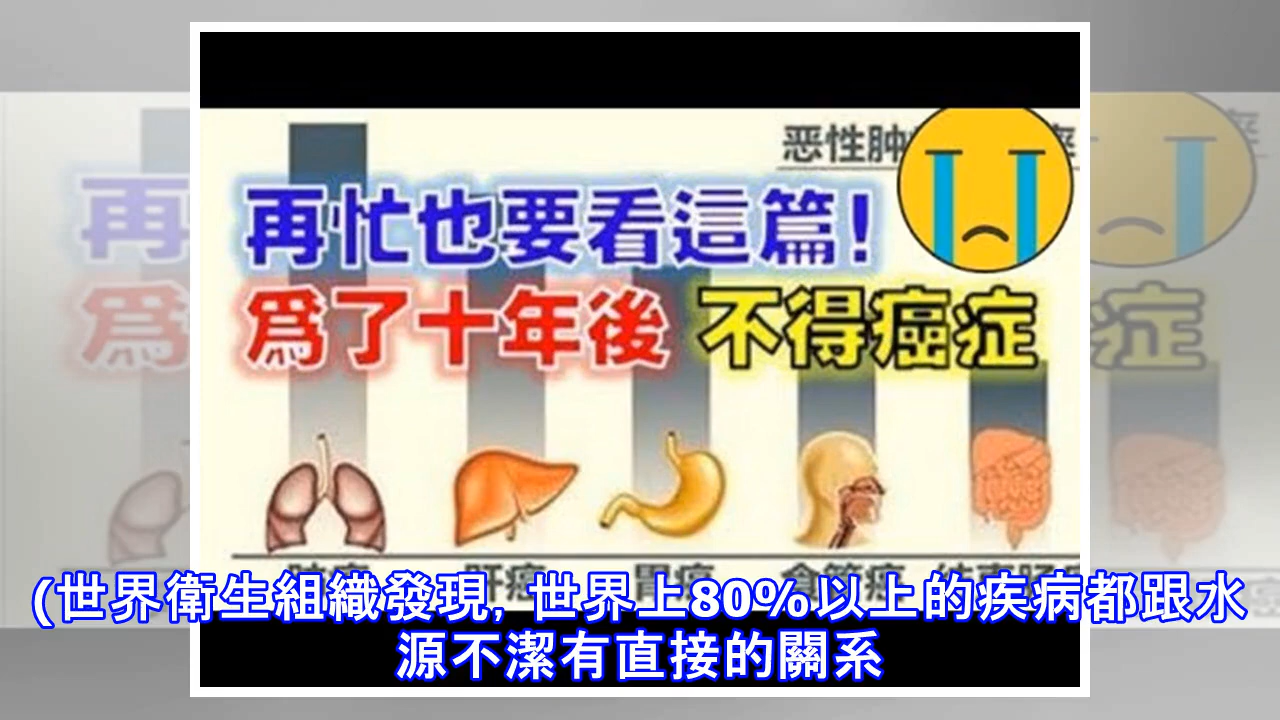 恶性肿
再忙也要看這篇!
爲了十年後 不得癌症
(世界衛生組織發現, 世界上80%以上的疾病都跟水
源不潔有直接的關系